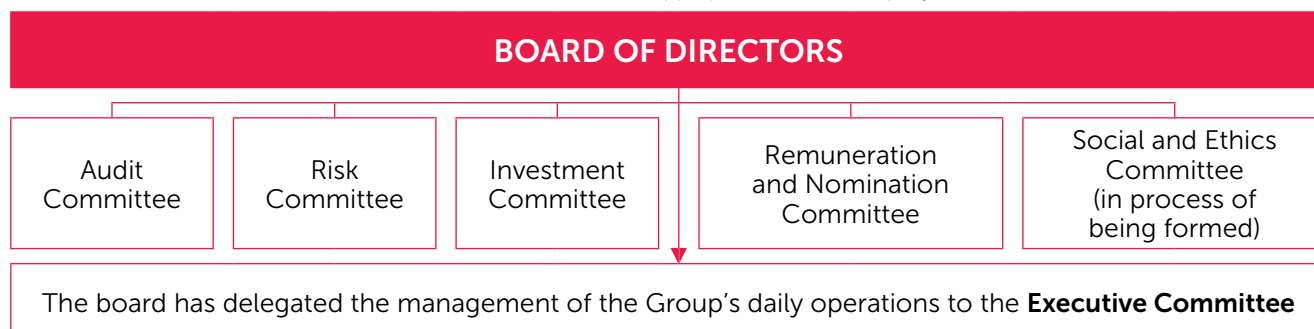 BOARD OF DIRECTORS
Audit
Committee
Risk
Committee
Investment
Committee
Remuneration
and Nomination
Committee
Social and Ethics
Committee
(in process of
being formed)
The board has delegated the management of the Group’s daily operations to the Executive Committee